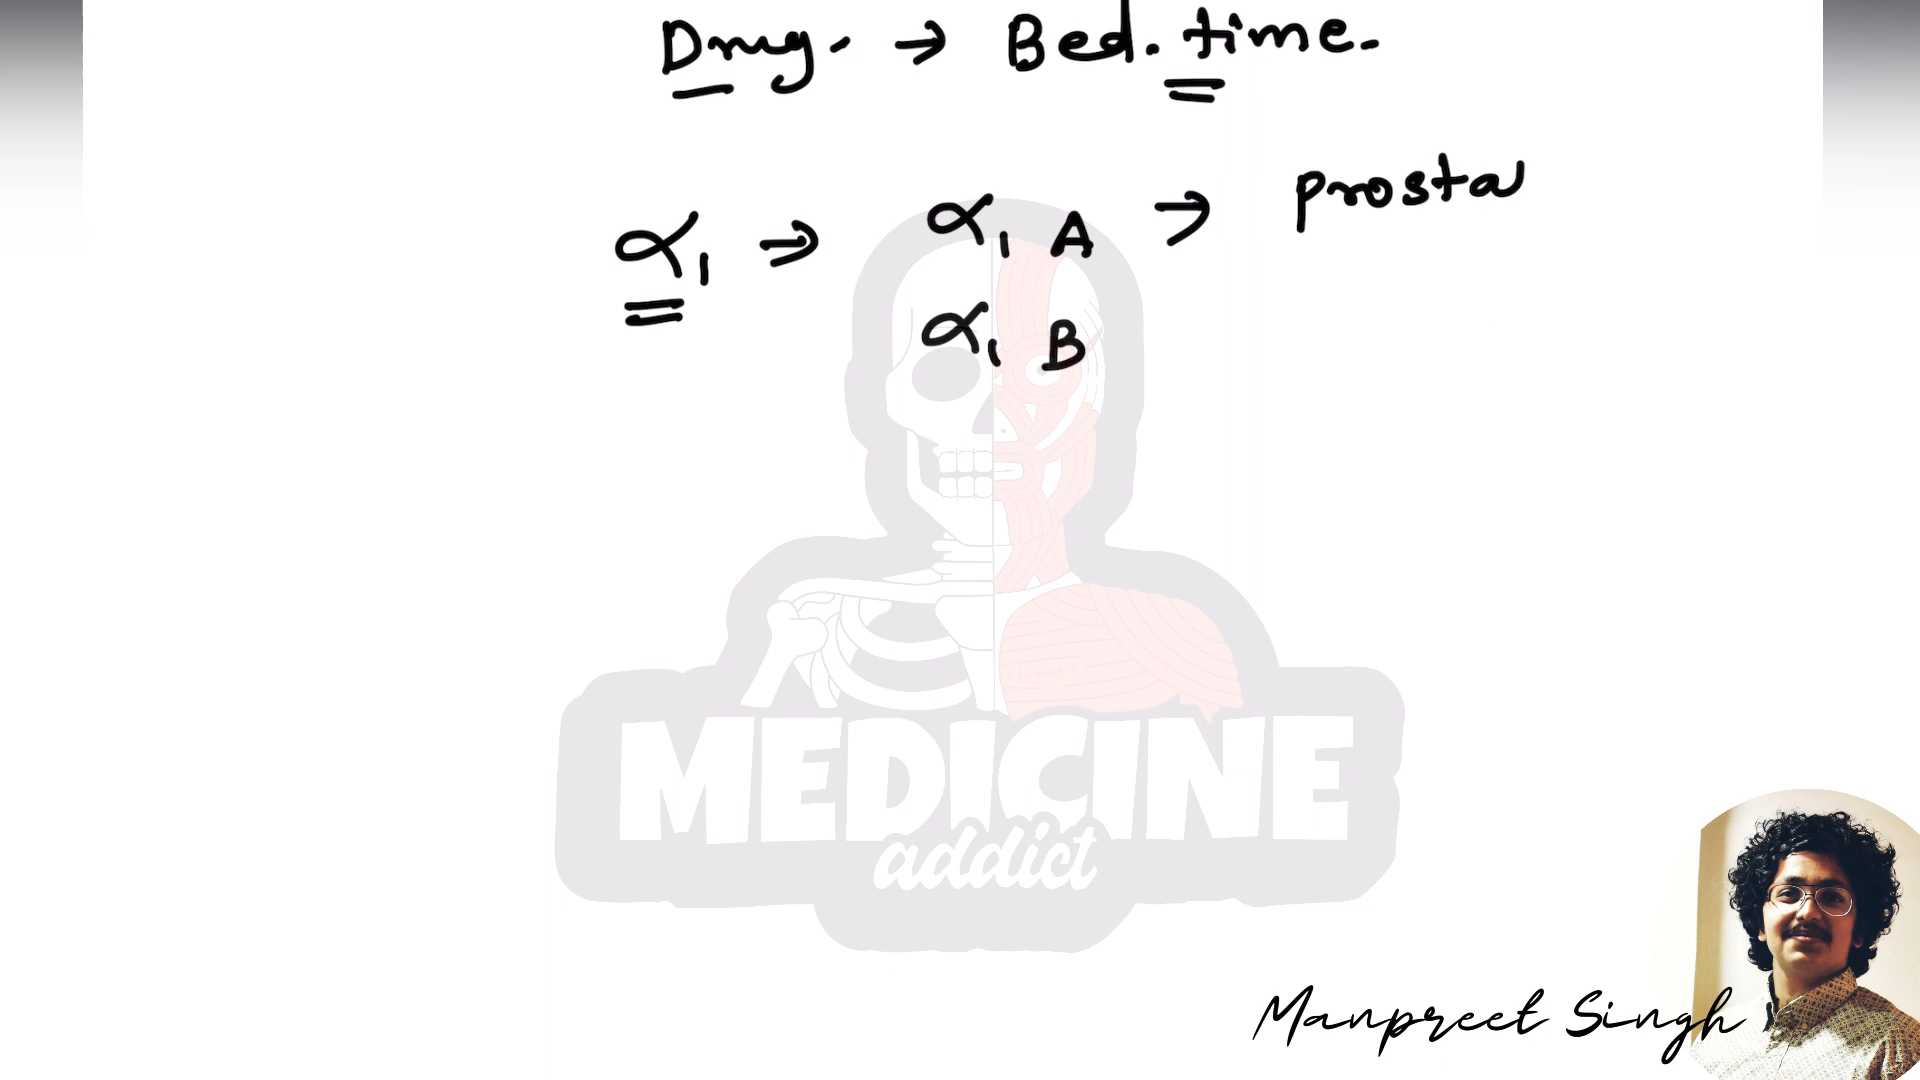 Drug. → Bed. time.
α₁ ⇒ α₁ A → prosta
α₁ B
MEDICINE
addict
Manpreet Singh